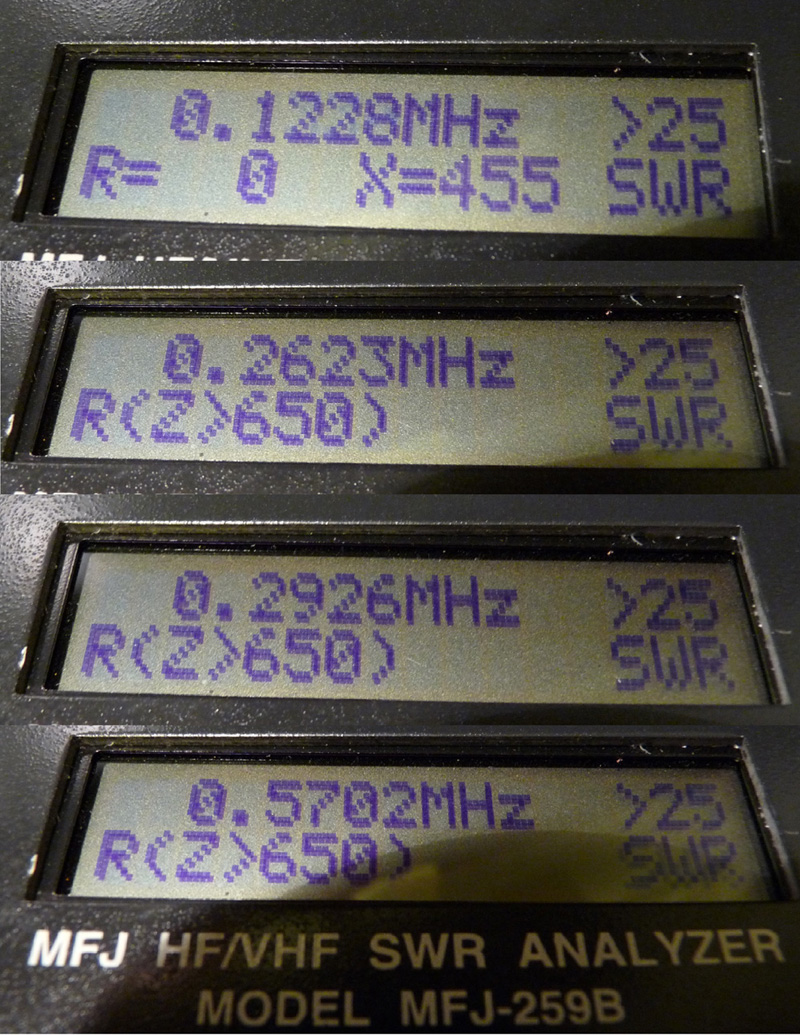 0.1228MHz >25
R= 0 X=455 SWR
0.2623MHz >25
R(Z>650) SWR
0.2926MHz >25
R(Z>650) SWR
0.5702MHz >25
R(Z>650) SWR
MFJ HF/VHF SWR ANALYZER
MODEL MFJ-259B